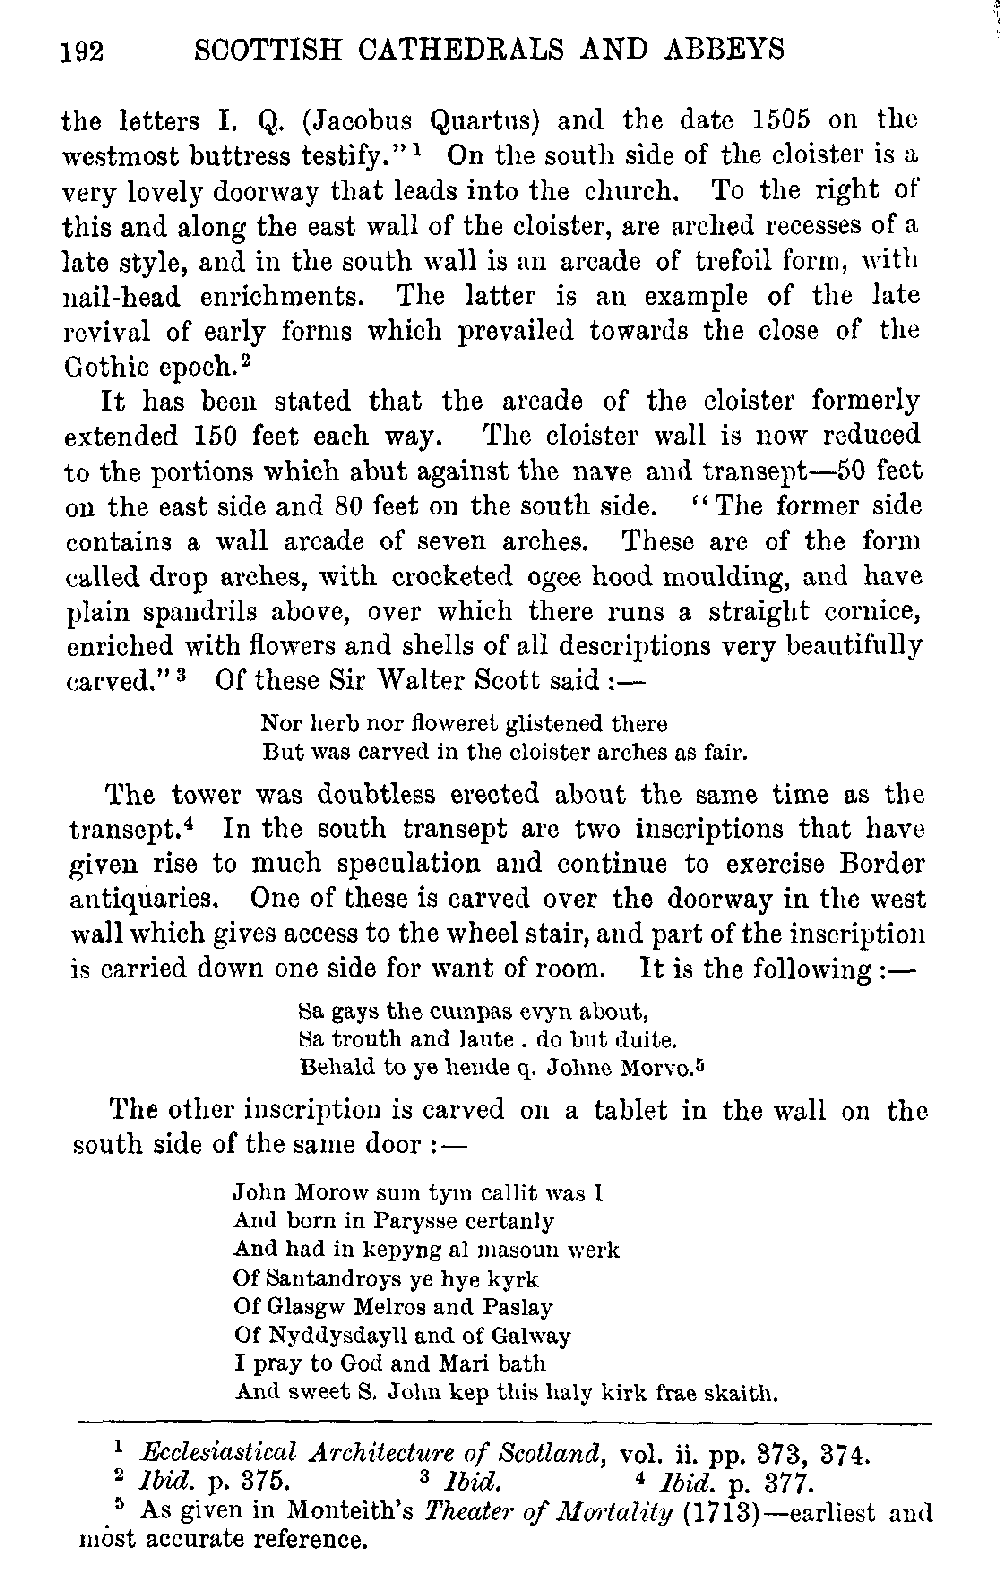 192 SCOTTISH CATHEDRALS AND ABBEYS
the letters I. Q. (Jacobus Quartus) and the date 1505 on the
westmost buttress testify." 1 On the south side of the cloister is a
very lovely doorway that leads into the church. To the right of
this and along the east wall of the cloister, are arched recesses of a
late style, and in the south wall is an arcade of trefoil form, with
nail-head enrichments. The latter is an example of the late
revival of early forms which prevailed towards the close of the
Gothic epoch.2
It has been stated that the arcade of the cloister formerly
extended 150 feet each way. The cloister wall is now reduced
to the portions which abut against the nave and transept—50 feet
on the east side and 80 feet on the south side. "The former side
contains a wall arcade of seven arches. These are of the form
called drop arches, with crocketed ogee hood moulding, and have
plain spandrils above, over which there runs a straight cornice,
enriched with flowers and shells of all descriptions very beautifully
carved." 3 Of these Sir Walter Scott said :—
Nor herb nor floweret glistened there
But was carved in the cloister arches as fair.
The tower was doubtless erected about the same time as the
transept.4 In the south transept are two inscriptions that have
given rise to much speculation and continue to exercise Border
antiquaries. One of these is carved over the doorway in the west
wall which gives access to the wheel stair, and part of the inscription
is carried down one side for want of room. It is the following :—
Sa gays the cumpas evyn about,
Sa trouth and laute . do but duite.
Behald to ye hende q. Johne Morvo.5
The other inscription is carved on a tablet in the wall on the
south side of the same door :—
John Morow sum tym callit was I
And born in Parysse certanly
And had in kepyng al masoun werk
Of Santandroys ye hye kyrk
Of Glasgw Melros and Paslay
Of Nyddysdayll and of Galway
I pray to God and Mari bath
And sweet S. John kep this haly kirk frae skaith.
1 Ecclesiastical Architecture of Scotland, vol. ii. pp. 373, 374.
2 Ibid. p. 375. 3 Ibid. 4 Ibid. p. 377.
5 As given in Monteith's Theater of Mortality (1713)—earliest and
most accurate reference.